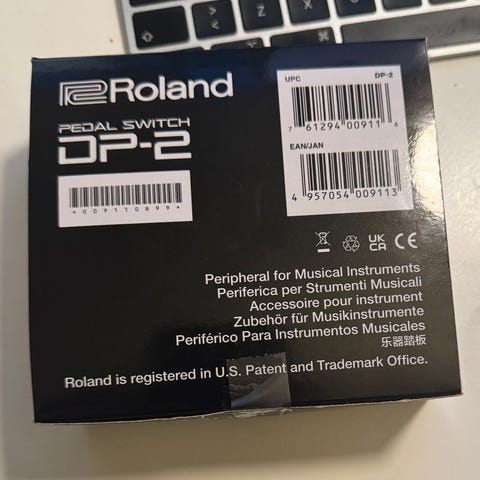 Roland
PEDAL SWITCH
DP-2
*009110899*
UPC DP-2
7 61294 00911 6
EAN/JAN
4 957054 009113
UK
CA
CE
Peripheral for Musical Instruments
Periferica per Strumenti Musicali
Accessoire pour instrument
Zubehör für Musikinstrumente
Periférico Para Instrumentos Musicales
乐器踏板
Roland is registered in U.S. Patent and Trademark Office.